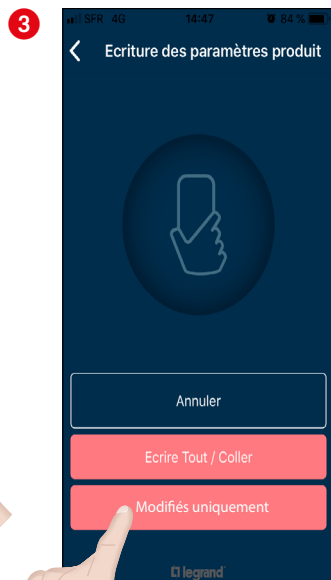 3
SFR 4G 14:47 84 %
Ecriture des paramètres produit
Annuler
Ecrire Tout / Coller
Modifiés uniquement
legrand